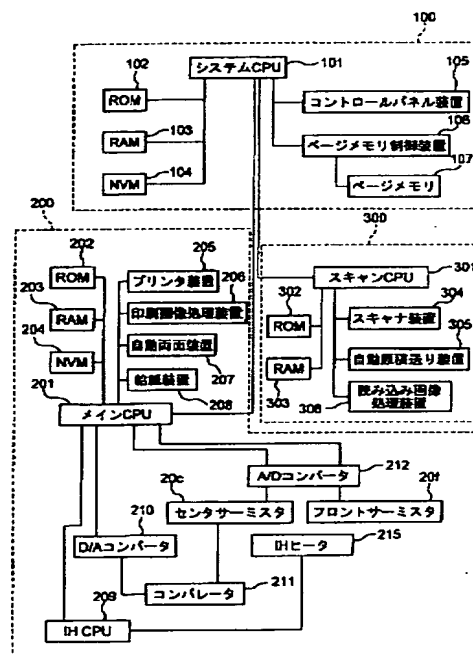 100
102
システムCPU
101
105
ROM
コントロールパネル装置
103
106
RAM
ページメモリ制御装置
104
107
NVM
ページメモリ
200
300
202
205
ROM
プリンタ装置
206
203
印刷画像処理装置
RAM
204
自動両面装置
207
NVM
給紙装置
208
201
メインCPU
スキャンCPU
301
302
304
ROM
スキャナ装置
305
RAM
自動原稿送り装置
303
読み込み画像
処理装置
306
A/Dコンバータ
212
20c
20f
センタサーミスタ
フロントサーミスタ
210
215
D/Aコンバータ
IHヒータ
コンパレータ
211
209
IH CPU